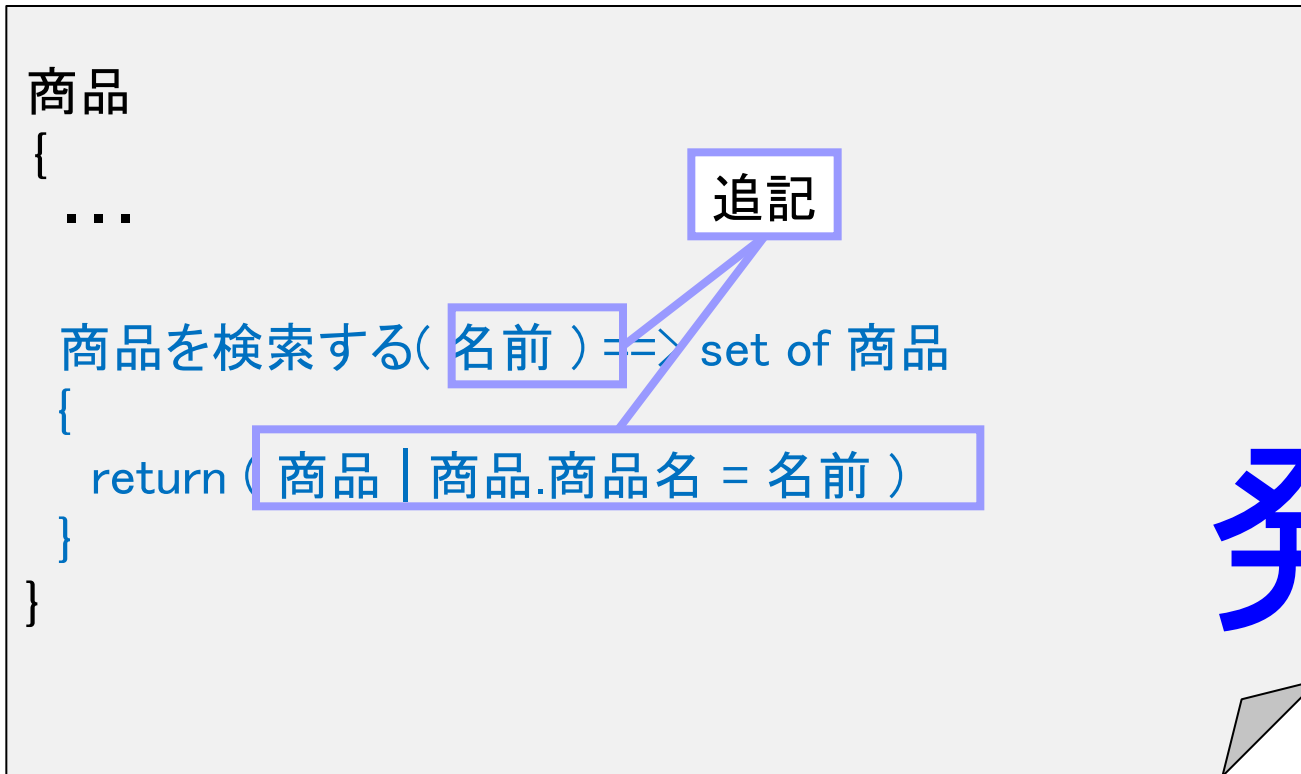 商品
{
・・・
追記
商品を検索する( 名前 ) ==> set of 商品
{
return ( 商品 | 商品.商品名 = 名前 )
}
}